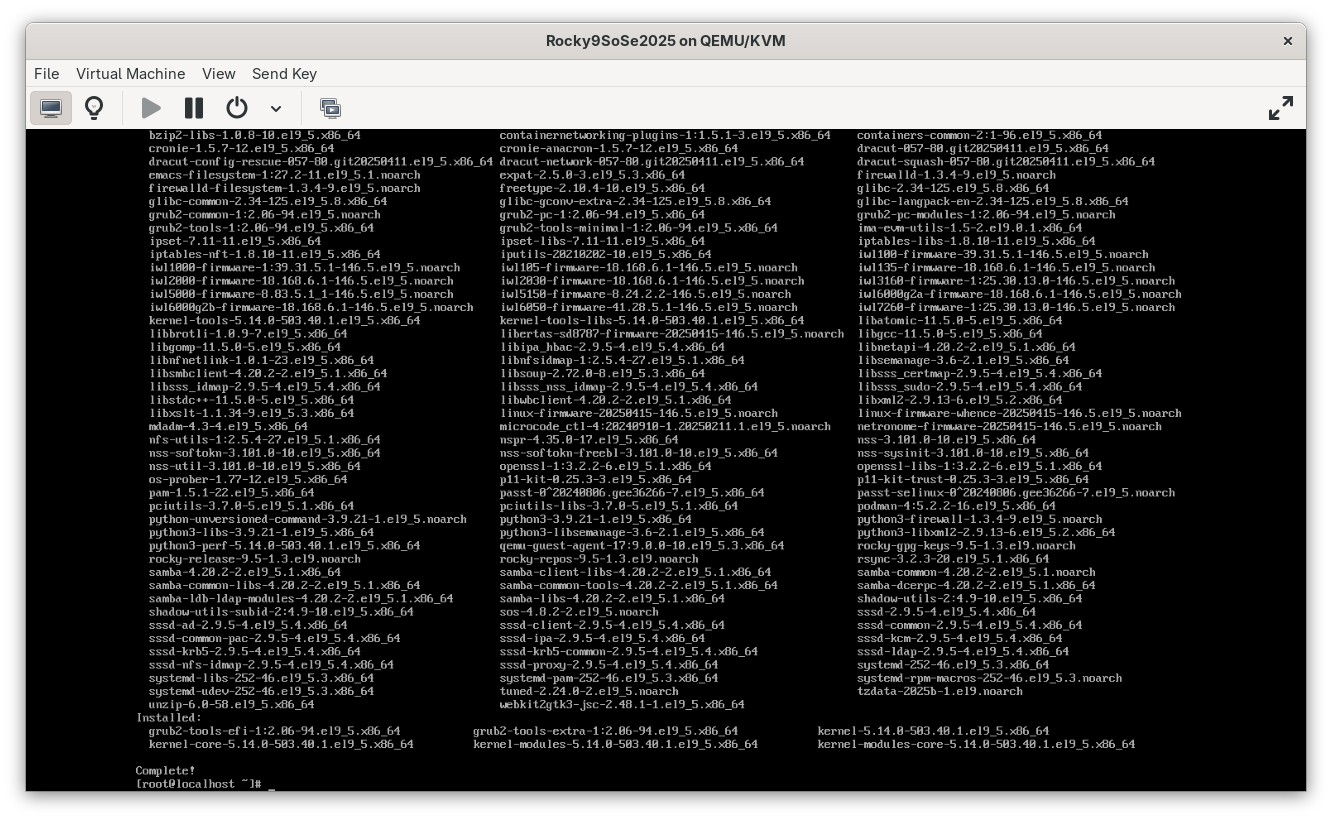 Rocky9SoSe2025 on QEMU/KVM
File Virtual Machine View Send Key
bzip2-libs-1.0.8-10.el9_5.x86_64 containernetworking-plugins-1:1.5.1-3.el9_5.x86_64 containers-common-2:1-96.el9_5.x86_64
cronie-1.5.7-12.el9_5.x86_64 cronie-anacron-1.5.7-12.el9_5.x86_64 dracut-057-80.git20250411.el9_5.x86_64
dracut-config-rescue-057-80.git20250411.el9_5.x86_64 dracut-network-057-80.git20250411.el9_5.x86_64 dracut-squash-057-80.git20250411.el9_5.x86_64
emacs-filesystem-1:27.2-11.el9_5.1.noarch expat-2.5.0-3.el9_5.3.x86_64 firewalld-1.3.4-9.el9_5.noarch
firewalld-filesystem-1.3.4-9.el9_5.noarch freetype-2.10.4-10.el9_5.x86_64 glibc-2.34-125.el9_5.8.x86_64
glibc-common-2.34-125.el9_5.8.x86_64 glibc-gconv-extra-2.34-125.el9_5.8.x86_64 glibc-langpack-en-2.34-125.el9_5.8.x86_64
grub2-common-1:2.06-94.el9_5.noarch grub2-pc-1:2.06-94.el9_5.x86_64 grub2-pc-modules-1:2.06-94.el9_5.noarch
grub2-tools-1:2.06-94.el9_5.x86_64 grub2-tools-minimal-1:2.06-94.el9_5.x86_64 ima-evm-utils-1.5-2.el9.0.1.x86_64
ipset-7.11-11.el9_5.x86_64 ipset-libs-7.11-11.el9_5.x86_64 iptables-libs-1.8.10-11.el9_5.x86_64
iptables-nft-1.8.10-11.el9_5.x86_64 iputils-20210202-10.el9_5.x86_64 iwl100-firmware-39.31.5.1-146.5.el9_5.noarch
iwl1000-firmware-1:39.31.5.1-146.5.el9_5.noarch iwl105-firmware-18.168.6.1-146.5.el9_5.noarch iwl135-firmware-18.168.6.1-146.5.el9_5.noarch
iwl2000-firmware-18.168.6.1-146.5.el9_5.noarch iwl2030-firmware-18.168.6.1-146.5.el9_5.noarch iwl3160-firmware-1:25.30.13.0-146.5.el9_5.noarch
iwl5000-firmware-8.83.5.1_1-146.5.el9_5.noarch iwl5150-firmware-8.24.2.2-146.5.el9_5.noarch iwl6000g2a-firmware-18.168.6.1-146.5.el9_5.noarch
iwl6000g2b-firmware-18.168.6.1-146.5.el9_5.noarch iwl6050-firmware-41.28.5.1-146.5.el9_5.noarch iwl7260-firmware-1:25.30.13.0-146.5.el9_5.noarch
kernel-tools-5.14.0-503.40.1.el9_5.x86_64 kernel-tools-libs-5.14.0-503.40.1.el9_5.x86_64 libatomic-11.5.0-5.el9_5.x86_64
libbrotli-1.0.9-7.el9_5.x86_64 libertas-sd8787-firmware-20250415-146.5.el9_5.noarch libgcc-11.5.0-5.el9_5.x86_64
libgomp-11.5.0-5.el9_5.x86_64 libipa_hbac-2.9.5-4.el9_5.4.x86_64 libnetapi-4.20.2-2.el9_5.1.x86_64
libnfnetlink-1.0.1-23.el9_5.x86_64 libnfsidmap-1:2.5.4-27.el9_5.1.x86_64 libsemanage-3.6-2.1.el9_5.x86_64
libsmbclient-4.20.2-2.el9_5.1.x86_64 libsoup-2.72.0-8.el9_5.3.x86_64 libsss_certmap-2.9.5-4.el9_5.4.x86_64
libsss_idmap-2.9.5-4.el9_5.4.x86_64 libsss_nss_idmap-2.9.5-4.el9_5.4.x86_64 libsss_sudo-2.9.5-4.el9_5.4.x86_64
libstdc++-11.5.0-5.el9_5.x86_64 libwbclient-4.20.2-2.el9_5.1.x86_64 libxml2-2.9.13-6.el9_5.2.x86_64
libxslt-1.1.34-9.el9_5.3.x86_64 linux-firmware-20250415-146.5.el9_5.noarch linux-firmware-whence-20250415-146.5.el9_5.noarch
mdadm-4.3-4.el9_5.x86_64 microcode_ctl-4:20240910-1.20250211.1.el9_5.noarch netronome-firmware-20250415-146.5.el9_5.noarch
nfs-utils-1:2.5.4-27.el9_5.1.x86_64 nspr-4.35.0-17.el9_5.x86_64 nss-3.101.0-10.el9_5.x86_64
nss-softokn-3.101.0-10.el9_5.x86_64 nss-softokn-freebl-3.101.0-10.el9_5.x86_64 nss-sysinit-3.101.0-10.el9_5.x86_64
nss-util-3.101.0-10.el9_5.x86_64 openssl-1:3.2.2-6.el9_5.1.x86_64 openssl-libs-1:3.2.2-6.el9_5.1.x86_64
os-prober-1.77-12.el9_5.x86_64 p11-kit-0.25.3-3.el9_5.x86_64 p11-kit-trust-0.25.3-3.el9_5.x86_64
pam-1.5.1-22.el9_5.x86_64 passt-0^20240806.gee36266-7.el9_5.x86_64 passt-selinux-0^20240806.gee36266-7.el9_5.noarch
pciutils-3.7.0-5.el9_5.1.x86_64 pciutils-libs-3.7.0-5.el9_5.1.x86_64 podman-4:5.2.2-16.el9_5.x86_64
python-unversioned-command-3.9.21-1.el9_5.noarch python3-3.9.21-1.el9_5.x86_64 python3-firewall-1.3.4-9.el9_5.noarch
python3-libs-3.9.21-1.el9_5.x86_64 python3-libsemanage-3.6-2.1.el9_5.x86_64 python3-libxml2-2.9.13-6.el9_5.2.x86_64
python3-perf-5.14.0-503.40.1.el9_5.x86_64 qemu-guest-agent-17:9.0.0-10.el9_5.3.x86_64 rocky-gpg-keys-9.5-1.3.el9.noarch
rocky-release-9.5-1.3.el9.noarch rocky-repos-9.5-1.3.el9.noarch rsync-3.2.3-20.el9_5.1.x86_64
samba-4.20.2-2.el9_5.1.x86_64 samba-client-libs-4.20.2-2.el9_5.1.x86_64 samba-common-4.20.2-2.el9_5.1.noarch
samba-common-libs-4.20.2-2.el9_5.1.x86_64 samba-common-tools-4.20.2-2.el9_5.1.x86_64 samba-dcerpc-4.20.2-2.el9_5.1.x86_64
samba-ldb-ldap-modules-4.20.2-2.el9_5.1.x86_64 samba-libs-4.20.2-2.el9_5.1.x86_64 shadow-utils-2:4.9-10.el9_5.x86_64
shadow-utils-subid-2:4.9-10.el9_5.x86_64 sos-4.8.2-2.el9_5.noarch sssd-2.9.5-4.el9_5.4.x86_64
sssd-ad-2.9.5-4.el9_5.4.x86_64 sssd-client-2.9.5-4.el9_5.4.x86_64 sssd-common-2.9.5-4.el9_5.4.x86_64
sssd-common-pac-2.9.5-4.el9_5.4.x86_64 sssd-ipa-2.9.5-4.el9_5.4.x86_64 sssd-kcm-2.9.5-4.el9_5.4.x86_64
sssd-krb5-2.9.5-4.el9_5.4.x86_64 sssd-krb5-common-2.9.5-4.el9_5.4.x86_64 sssd-ldap-2.9.5-4.el9_5.4.x86_64
sssd-nfs-idmap-2.9.5-4.el9_5.4.x86_64 sssd-proxy-2.9.5-4.el9_5.4.x86_64 systemd-252-46.el9_5.3.x86_64
systemd-libs-252-46.el9_5.3.x86_64 systemd-pam-252-46.el9_5.3.x86_64 systemd-rpm-macros-252-46.el9_5.3.noarch
systemd-udev-252-46.el9_5.3.x86_64 tuned-2.24.0-2.el9_5.noarch tzdata-2025b-1.el9.noarch
unzip-6.0-58.el9_5.x86_64 webkit2gtk3-jsc-2.48.1-1.el9_5.x86_64
Installed:
grub2-tools-efi-1:2.06-94.el9_5.x86_64 grub2-tools-extra-1:2.06-94.el9_5.x86_64 kernel-5.14.0-503.40.1.el9_5.x86_64
kernel-core-5.14.0-503.40.1.el9_5.x86_64 kernel-modules-5.14.0-503.40.1.el9_5.x86_64 kernel-modules-core-5.14.0-503.40.1.el9_5.x86_64
Complete!
[root@localhost ~]# _